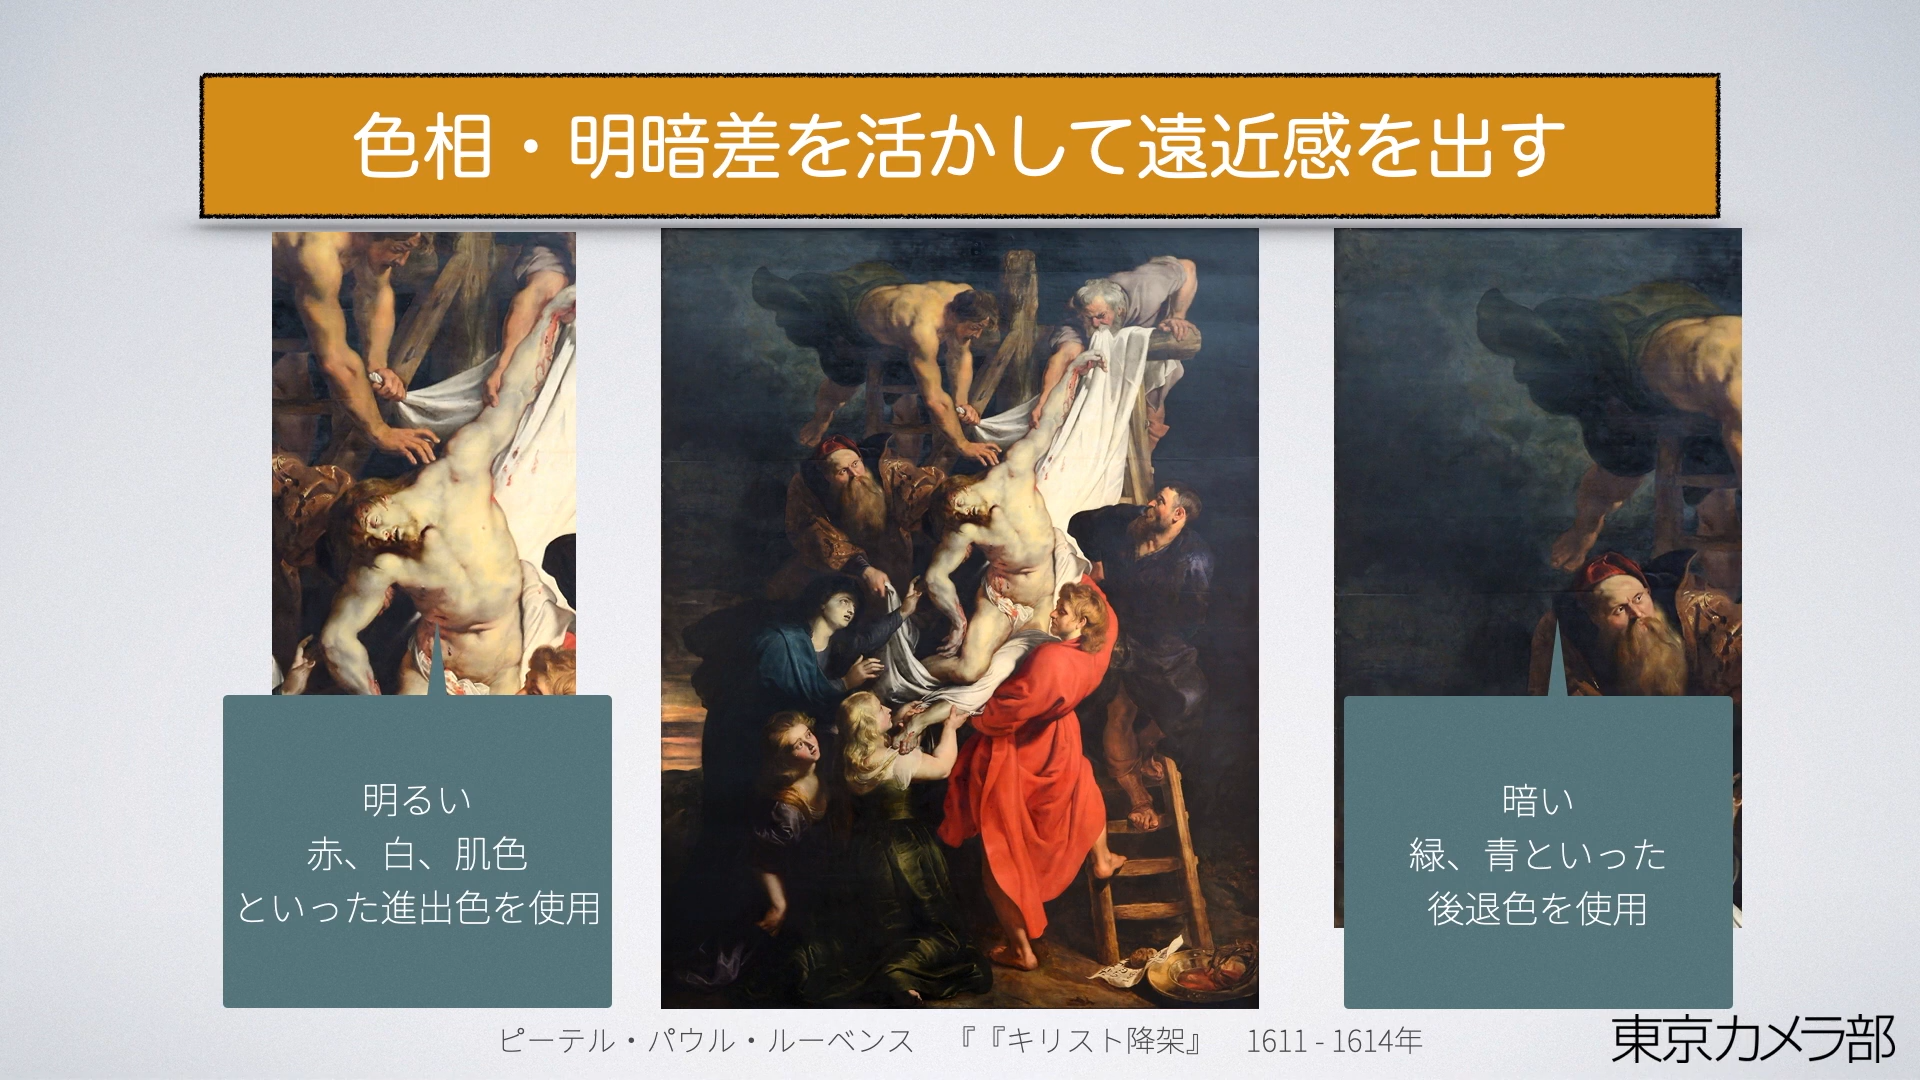 色相・明暗差を活かして遠近感を出す
明るい
赤、白、肌色
といった進出色を使用
暗い
緑、青といった
後退色を使用
ピーテル・パウル・ルーベンス　『『キリスト降架』　1611 - 1614年
東京カメラ部